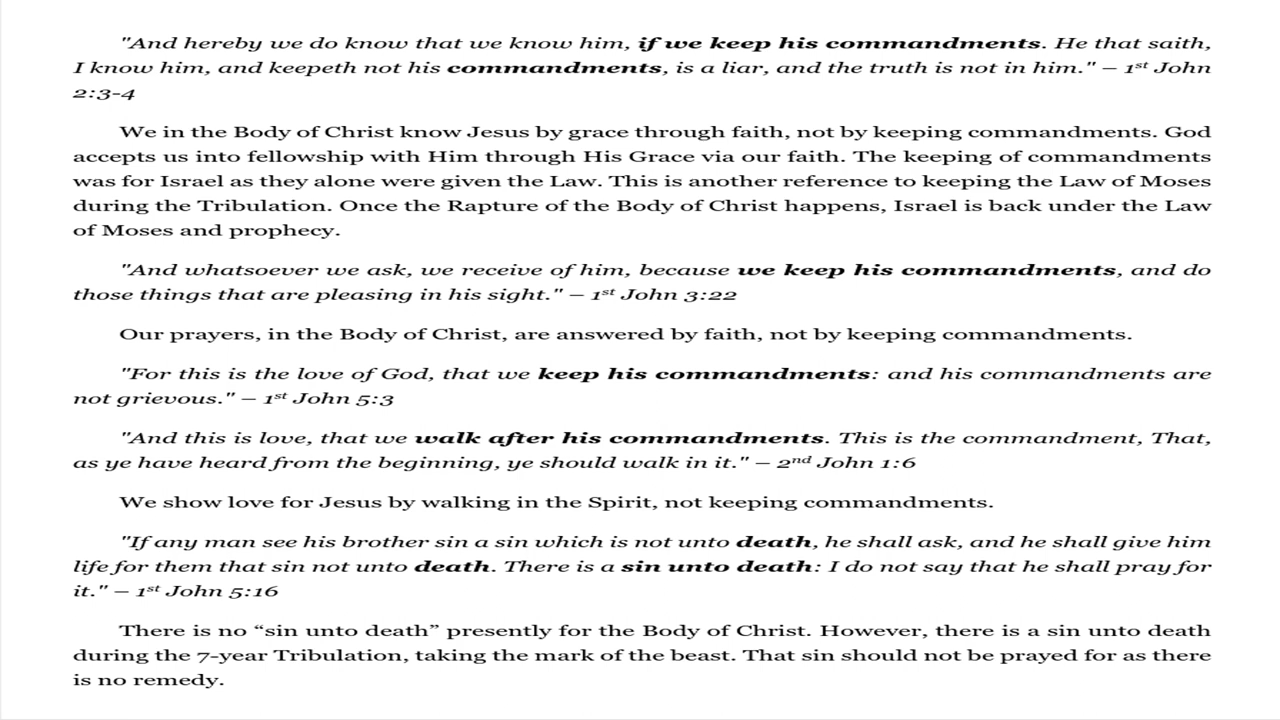 "And hereby we do know that we know him, if we keep his commandments. He that saith,
I know him, and keepeth not his commandments, is a liar, and the truth is not in him." – 1st John
2:3-4
We in the Body of Christ know Jesus by grace through faith, not by keeping commandments. God
accepts us into fellowship with Him through His Grace via our faith. The keeping of commandments
was for Israel as they alone were given the Law. This is another reference to keeping the Law of Moses
during the Tribulation. Once the Rapture of the Body of Christ happens, Israel is back under the Law
of Moses and prophecy.
"And whatsoever we ask, we receive of him, because we keep his commandments, and do
those things that are pleasing in his sight." – 1st John 3:22
Our prayers, in the Body of Christ, are answered by faith, not by keeping commandments.
"For this is the love of God, that we keep his commandments: and his commandments are
not grievous." – 1st John 5:3
"And this is love, that we walk after his commandments. This is the commandment, That,
as ye have heard from the beginning, ye should walk in it." – 2nd John 1:6
We show love for Jesus by walking in the Spirit, not keeping commandments.
"If any man see his brother sin a sin which is not unto death, he shall ask, and he shall give him
life for them that sin not unto death. There is a sin unto death: I do not say that he shall pray for
it." – 1st John 5:16
There is no “sin unto death” presently for the Body of Christ. However, there is a sin unto death
during the 7-year Tribulation, taking the mark of the beast. That sin should not be prayed for as there
is no remedy.